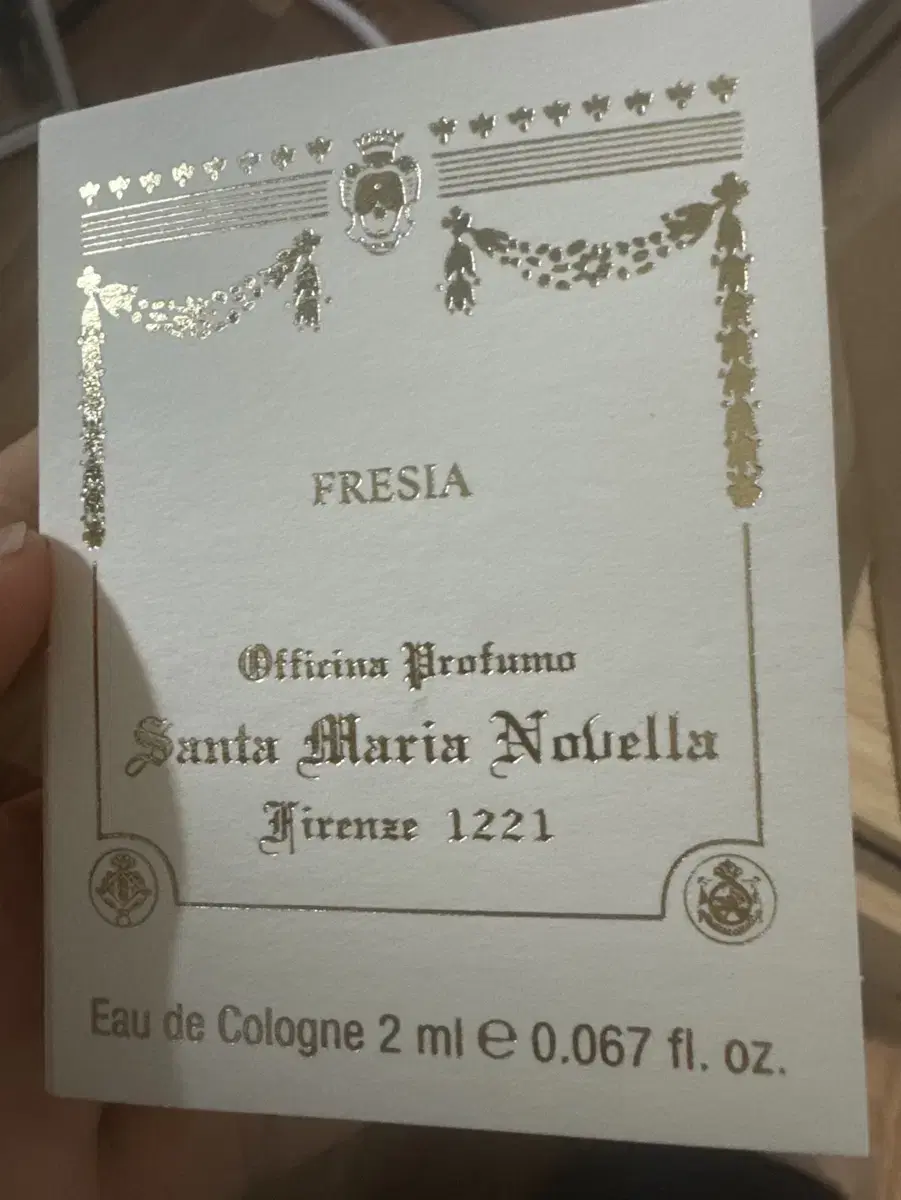 FRESIA
Officina Profumo
Santa Maria Novella
Firenze 1221
Eau de Cologne 2 ml ℮ 0.067 fl. oz.